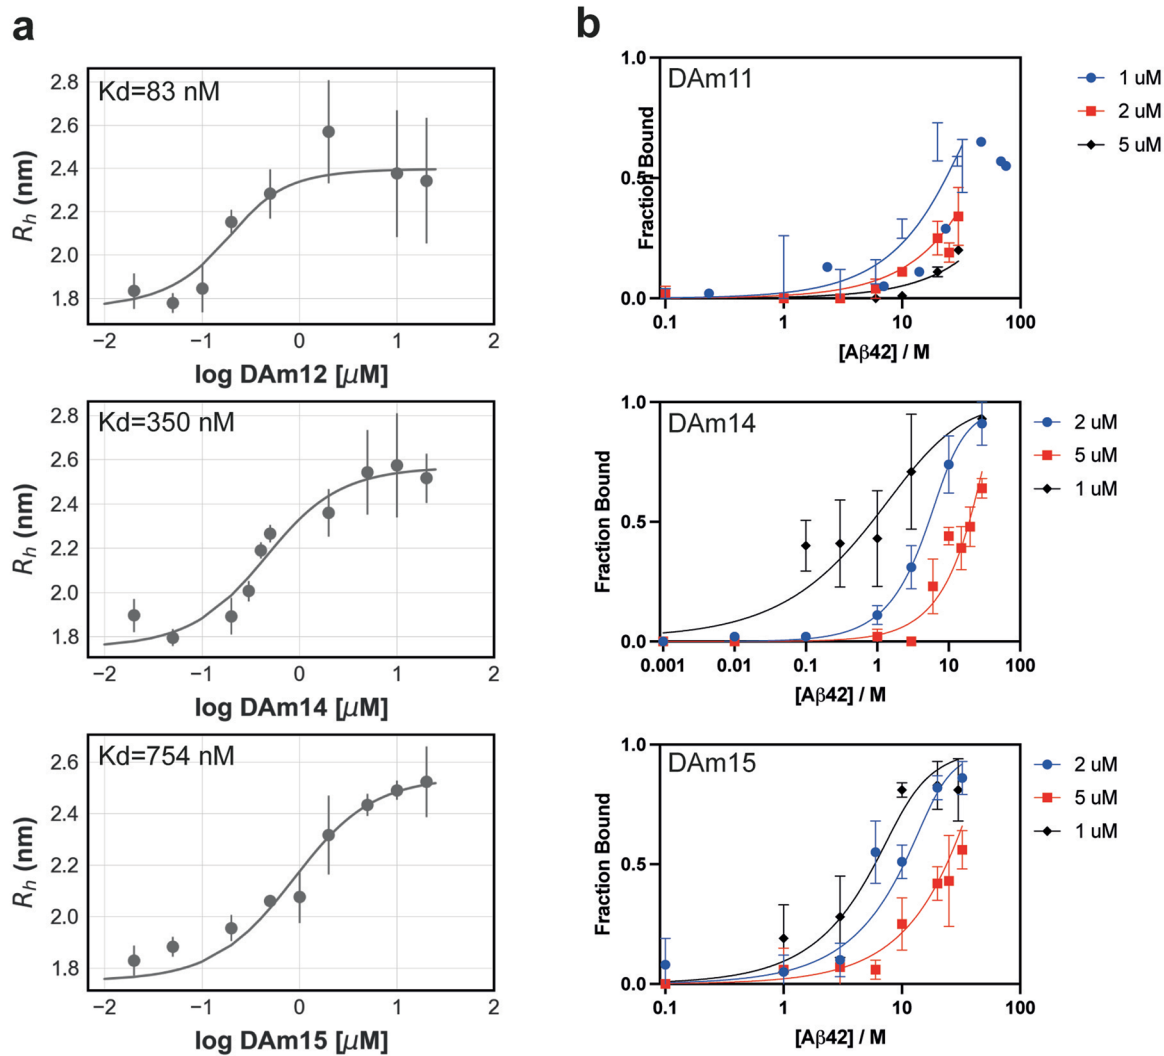 a
Kd=83 nM
R_h (nm)
2.8
2.6
2.4
2.2
2.0
1.8
−2 −1 0 1 2
log DAm12 [μM]
Kd=350 nM
R_h (nm)
2.8
2.6
2.4
2.2
2.0
1.8
−2 −1 0 1 2
log DAm14 [μM]
Kd=754 nM
R_h (nm)
2.6
2.4
2.2
2.0
1.8
−2 −1 0 1 2
log DAm15 [μM]
b
DAm11
Fraction Bound
1.0
0.5
0.0
0.1 1 10 100
[Aβ42] / M
1 uM
2 uM
5 uM
DAm14
Fraction Bound
1.0
0.5
0.0
0.001 0.01 0.1 1 10 100
[Aβ42] / M
2 uM
5 uM
1 uM
DAm15
Fraction Bound
1.0
0.5
0.0
0.1 1 10 100
[Aβ42] / M
2 uM
5 uM
1 uM